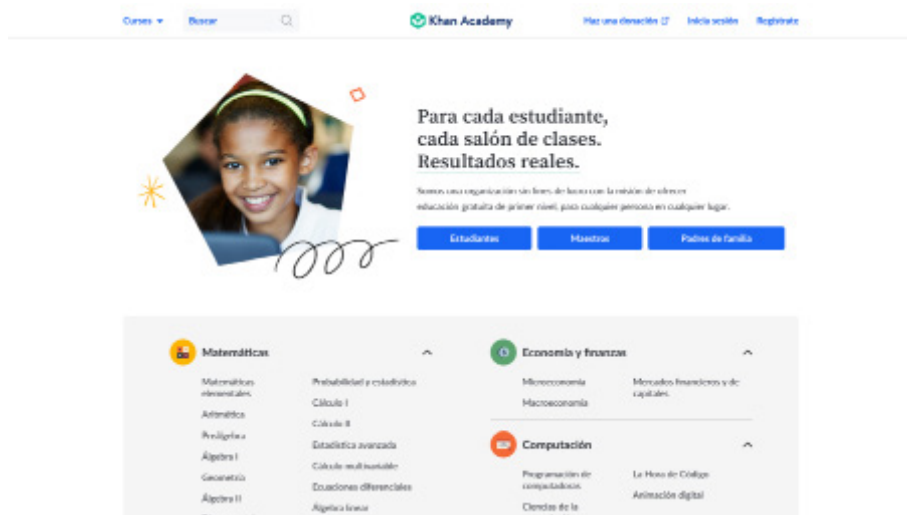 Cursos
Buscar
Khan Academy
Haz una donación
Inicia sesión
Regístrate
Para cada estudiante,
cada salón de clases.
Resultados reales.
Somos una organización sin fines de lucro con la misión de ofrecer
educación gratuita de primer nivel, para cualquier persona en cualquier lugar.
Estudiantes
Maestros
Padres de familia
Matemáticas
Matemáticas
elementales
Aritmética
Preálgebra
Álgebra I
Geometría
Álgebra II
Probabilidad y estadística
Cálculo I
Cálculo II
Estadística avanzada
Cálculo multivariable
Ecuaciones diferenciales
Álgebra lineal
Economía y finanzas
Microeconomía
Macroeconomía
Mercados financieros y de
capitales
Computación
Programación de
computadoras
Ciencias de la
La Hora de Código
Animación digital